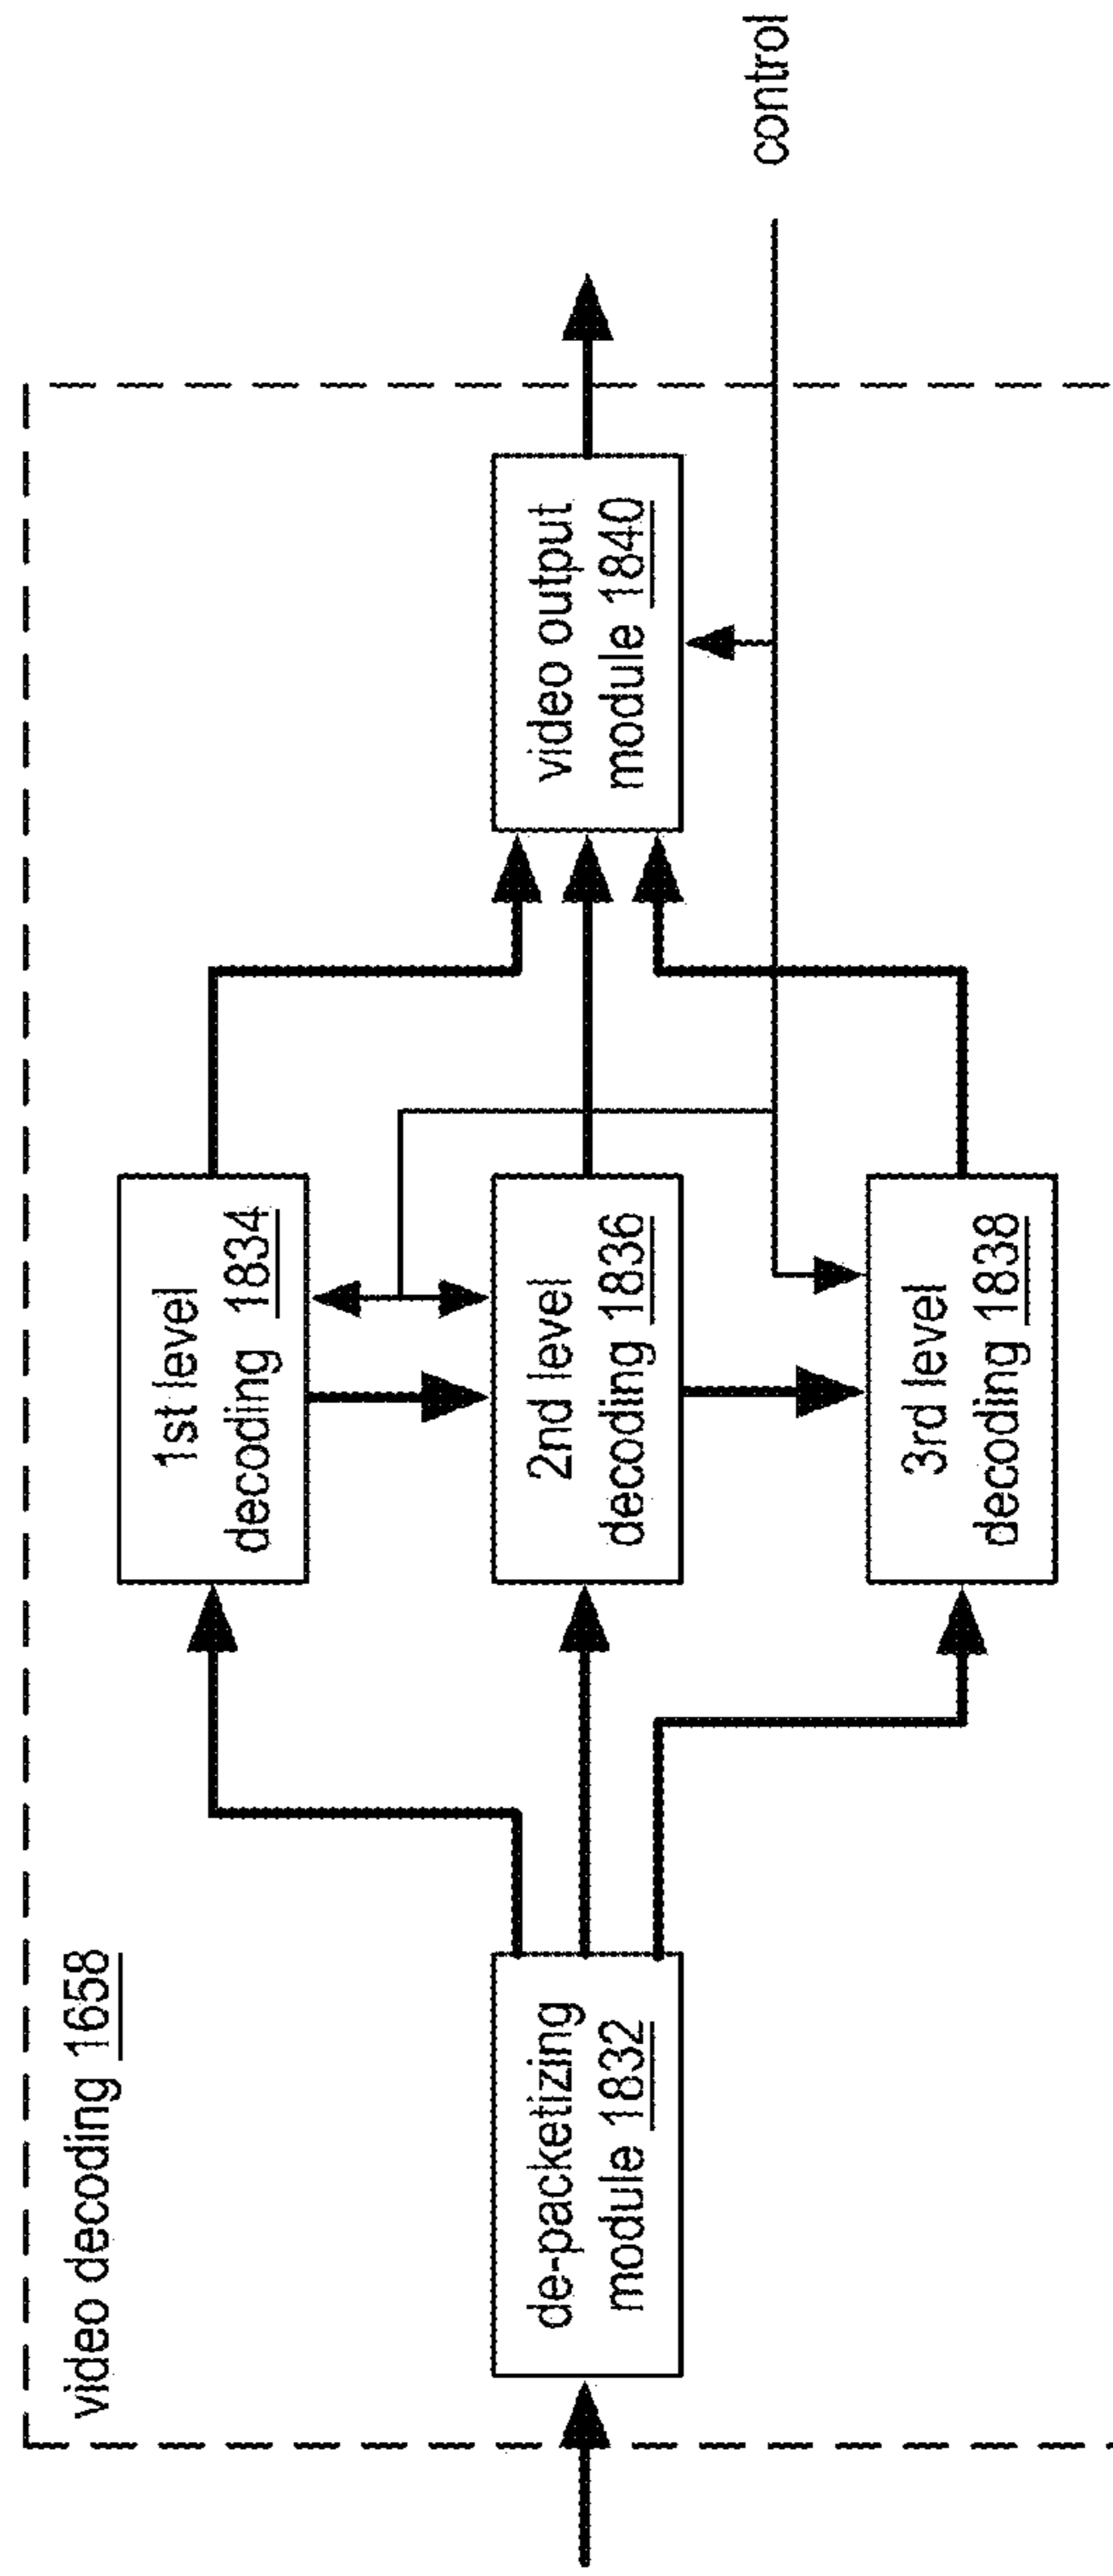 video decoding 1658
de-packetizing
module 1832
1st level
decoding 1834
2nd level
decoding 1836
3rd level
decoding 1838
video output
module 1840
control